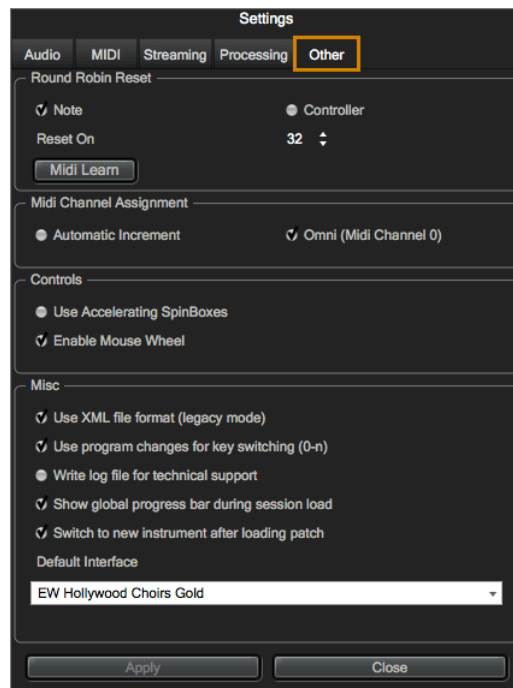 Settings
Audio MIDI Streaming Processing Other
Round Robin Reset
Note Controller
Reset On 32
Midi Learn
Midi Channel Assignment
Automatic Increment Omni (Midi Channel 0)
Controls
Use Accelerating SpinBoxes
Enable Mouse Wheel
Misc
Use XML file format (legacy mode)
Use program changes for key switching (0-n)
Write log file for technical support
Show global progress bar during session load
Switch to new instrument after loading patch
Default Interface
EW Hollywood Choirs Gold
Apply Close